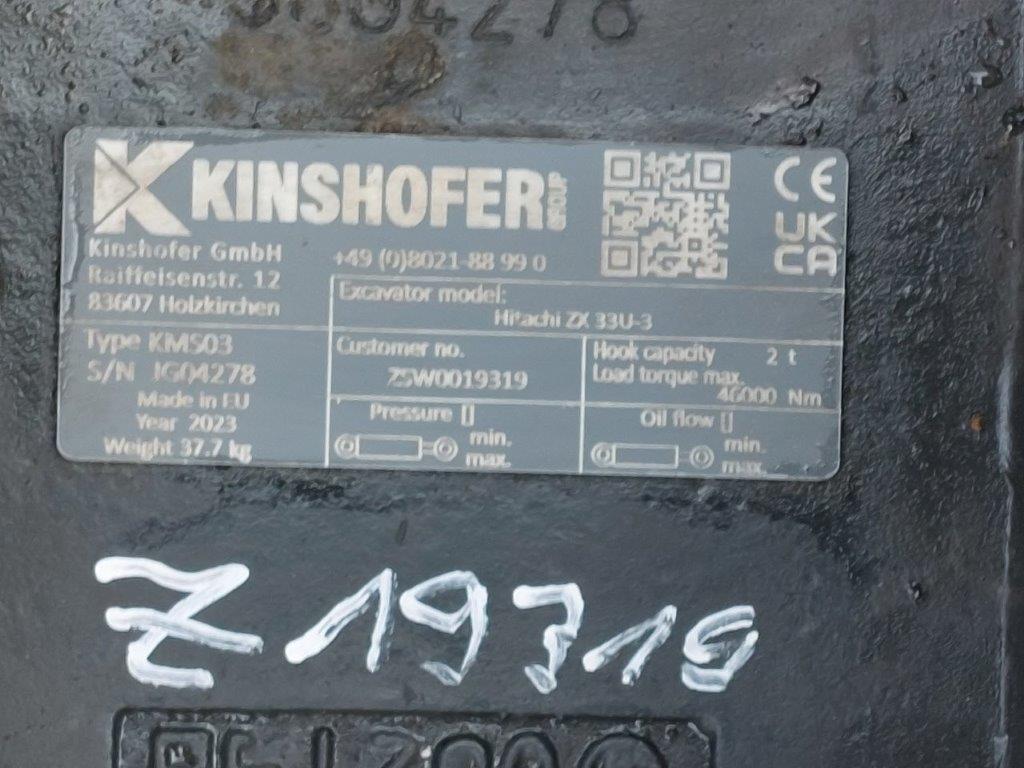 JG04278
KINSHOFER GROUP
CE
UK
CA
Kinshofer GmbH
Raiffeisenstr. 12
83607 Holzkirchen
+49 (0)8021-88 99 0
Excavator model:
Hitachi ZX 33U-3
Type KMS03
S/N JG04278
Made in EU
Year 2023
Weight 37.7 kg
Customer no.
ZSW0019319
Hook capacity 2 t
Load torque max.
46000 Nm
Pressure []
min.
max.
Oil flow []
min.
max.
Z19319